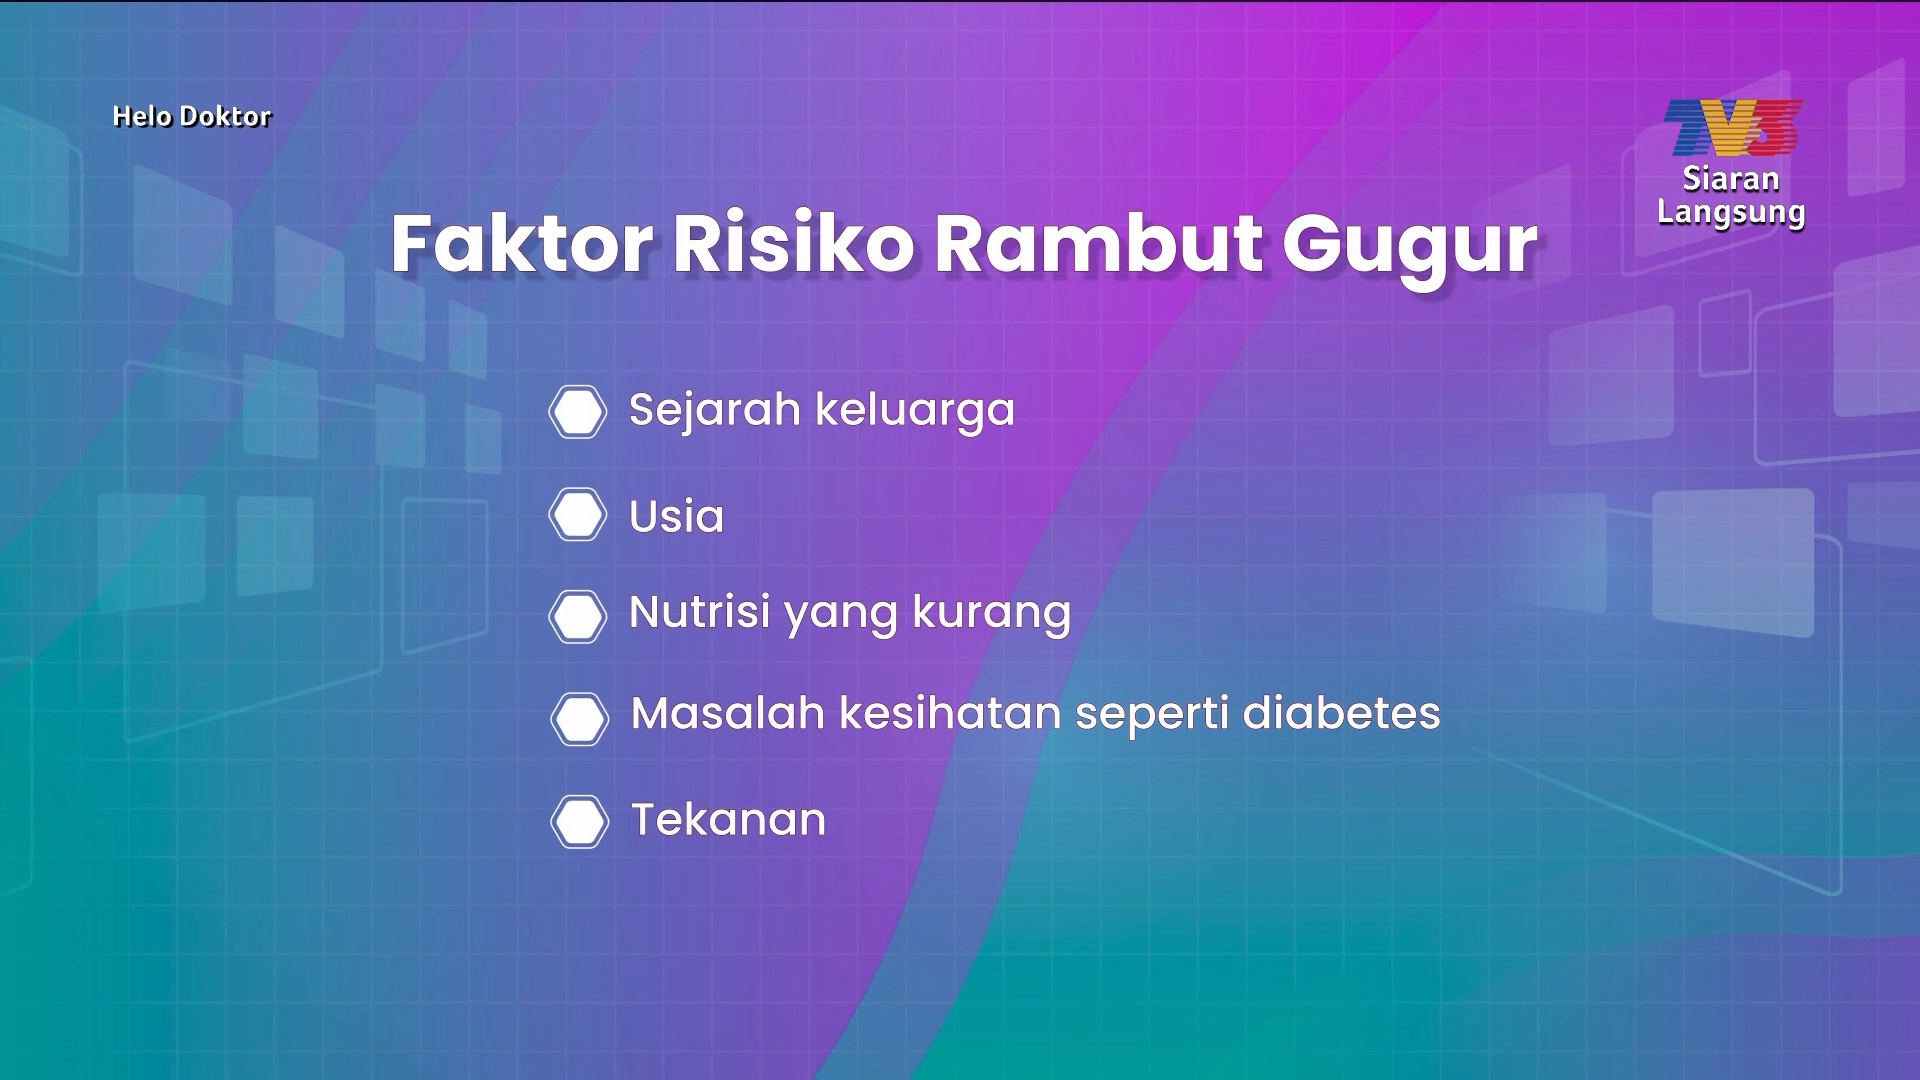 Helo Doktor
TV3
Siaran
Langsung
Faktor Risiko Rambut Gugur
Sejarah keluarga
Usia
Nutrisi yang kurang
Masalah kesihatan seperti diabetes
Tekanan